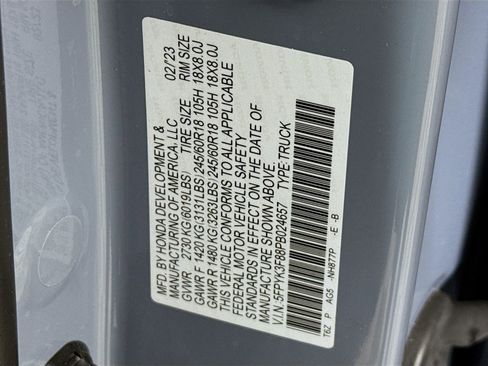 MFD. BY HONDA DEVELOPMENT & 02/'23
MANUFACTURING OF AMERICA, LLC
GVWR 2730 KG(6019LBS) TIRE SIZE RIM SIZE
GAWR F 1420 KG(3131LBS) 245/60R18 105H 18X8.0J
GAWR R 1480 KG(3263LBS) 245/60R18 105H 18X8.0J
THIS VEHICLE CONFORMS TO ALL APPLICABLE
FEDERAL MOTOR VEHICLE SAFETY
STANDARDS IN EFFECT ON THE DATE OF
MANUFACTURE SHOWN ABOVE.
V.I.N.:5FPYK3F88PB024657 TYPE:TRUCK
T6Z P AG5 -NH877P -E -B